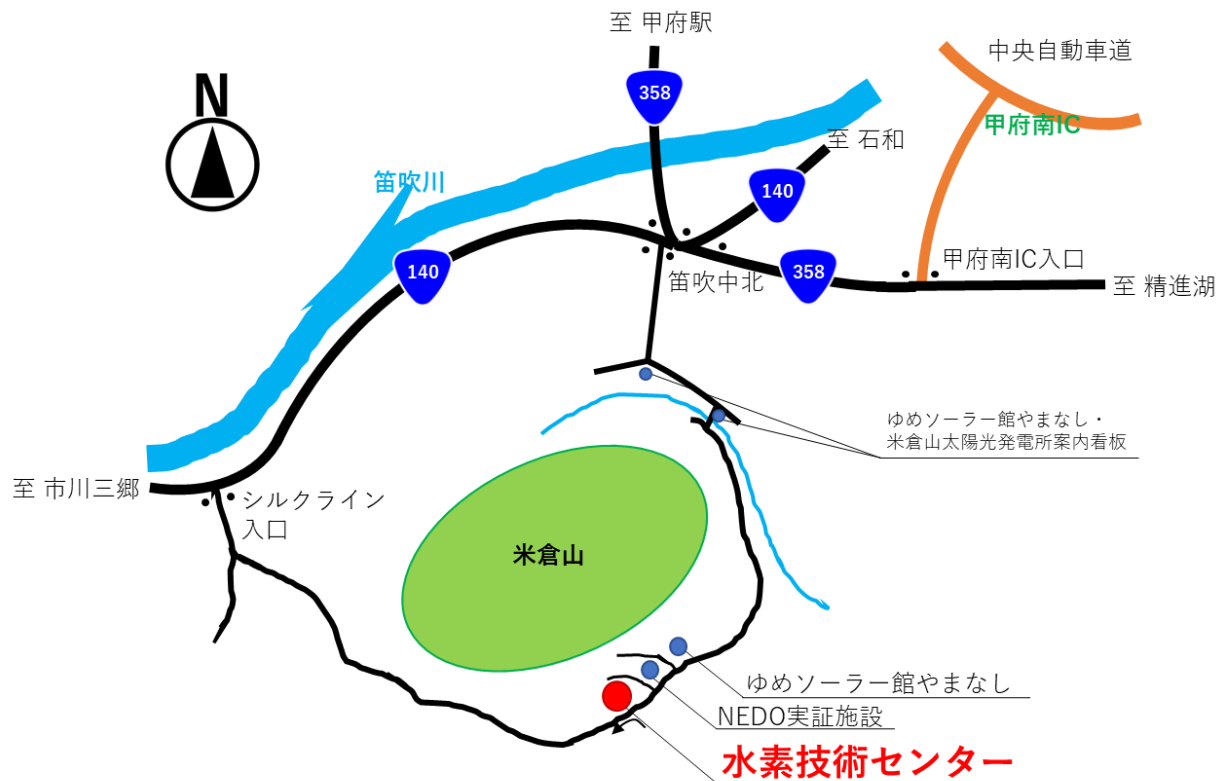 至 甲府駅
中央自動車道
N
358
甲府南IC
至 石和
笛吹川
140
140
笛吹中北
358
甲府南IC入口
至 精進湖
ゆめソーラー館やまなし・
米倉山太陽光発電所案内看板
至 市川三郷
シルクライン
入口
米倉山
ゆめソーラー館やまなし
NEDO実証施設
水素技術センター